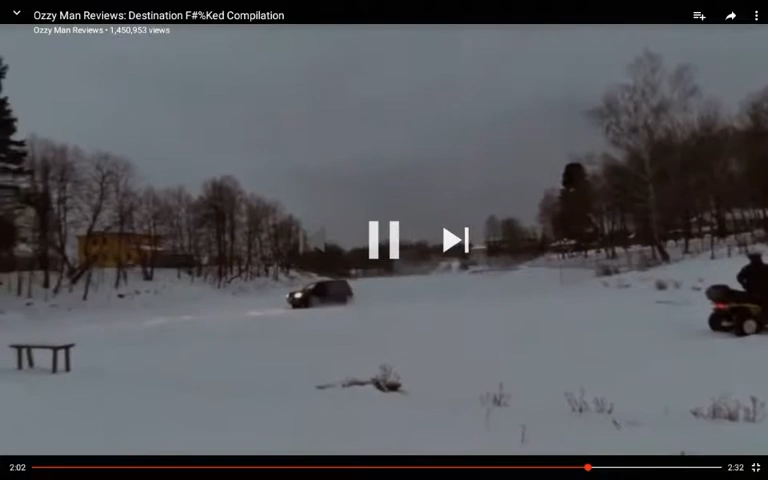 Ozzy Man Reviews: Destination F#%Ked Compilation
Ozzy Man Reviews • 1,450,953 views
2:02
2:32